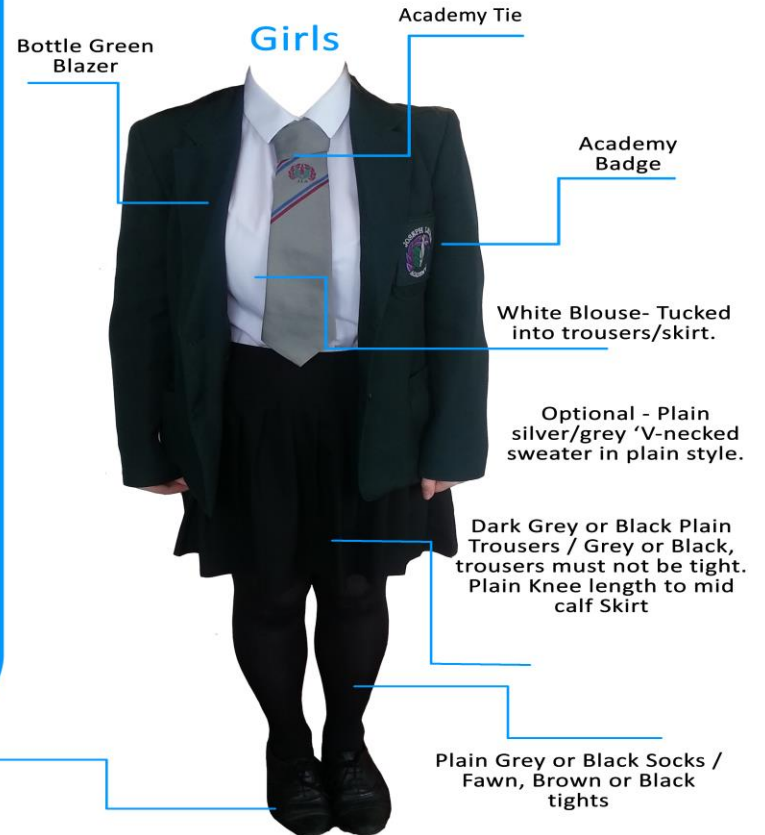 Girls
Academy Tie
Bottle Green
Blazer
Academy
Badge
JOSEPH
White Blouse- Tucked
into trousers/skirt.
Optional - Plain
silver/grey ‘V-necked
sweater in plain style.
Dark Grey or Black Plain
Trousers / Grey or Black,
trousers must not be tight.
Plain Knee length to mid
calf Skirt
Plain Grey or Black Socks /
Fawn, Brown or Black
tights